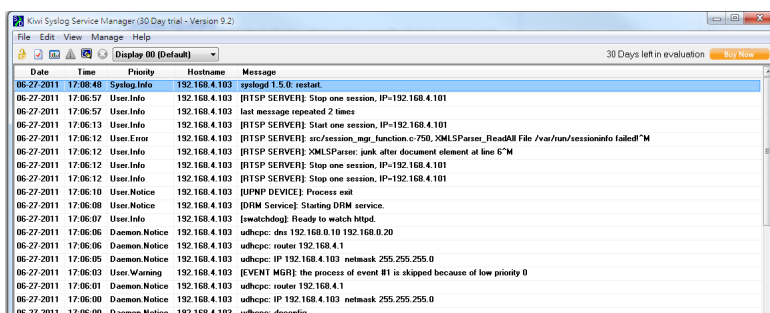 Kiwi Syslog Service Manager (30 Day trial - Version 9.2)
File Edit View Manage Help
Display 00 (Default) 30 Days left in evaluation Buy Now
Date Time Priority Hostname Message
06-27-2011 17:08:48 Syslog.Info 192.168.4.103 syslogd 1.5.0: restart.
06-27-2011 17:06:57 User.Info 192.168.4.103 [RTSP SERVER]: Stop one session, IP=192.168.4.101
06-27-2011 17:06:57 User.Info 192.168.4.103 last message repeated 2 times
06-27-2011 17:06:13 User.Info 192.168.4.103 [RTSP SERVER]: Start one session, IP=192.168.4.101
06-27-2011 17:06:12 User.Error 192.168.4.103 [RTSP SERVER]: src/session_mgr_function.c-750, XMLSParser_ReadAll File /var/run/sessioninfo failed!^M
06-27-2011 17:06:12 User.Info 192.168.4.103 [RTSP SERVER]: XMLSParser: junk after document element at line 6^M
06-27-2011 17:06:12 User.Info 192.168.4.103 [RTSP SERVER]: Stop one session, IP=192.168.4.101
06-27-2011 17:06:12 User.Info 192.168.4.103 [RTSP SERVER]: Stop one session, IP=192.168.4.101
06-27-2011 17:06:10 User.Notice 192.168.4.103 [UPNP DEVICE]: Process exit
06-27-2011 17:06:08 User.Notice 192.168.4.103 [DRM Service]: Starting DRM service.
06-27-2011 17:06:07 User.Info 192.168.4.103 [swatchdog]: Ready to watch httpd.
06-27-2011 17:06:06 Daemon.Notice 192.168.4.103 udhcpc: dns 192.168.0.10 192.168.0.20
06-27-2011 17:06:06 Daemon.Notice 192.168.4.103 udhcpc: router 192.168.4.1
06-27-2011 17:06:05 Daemon.Notice 192.168.4.103 udhcpc: IP 192.168.4.103 netmask 255.255.255.0
06-27-2011 17:06:03 User.Warning 192.168.4.103 [EVENT MGR]: the process of event #1 is skipped because of low priority 0
06-27-2011 17:06:01 Daemon.Notice 192.168.4.103 udhcpc: router 192.168.4.1
06-27-2011 17:06:00 Daemon.Notice 192.168.4.103 udhcpc: IP 192.168.4.103 netmask 255.255.255.0
06-27-2011 17:06:00 Daemon.Notice 192.168.4.103 udhcpc: deconfig